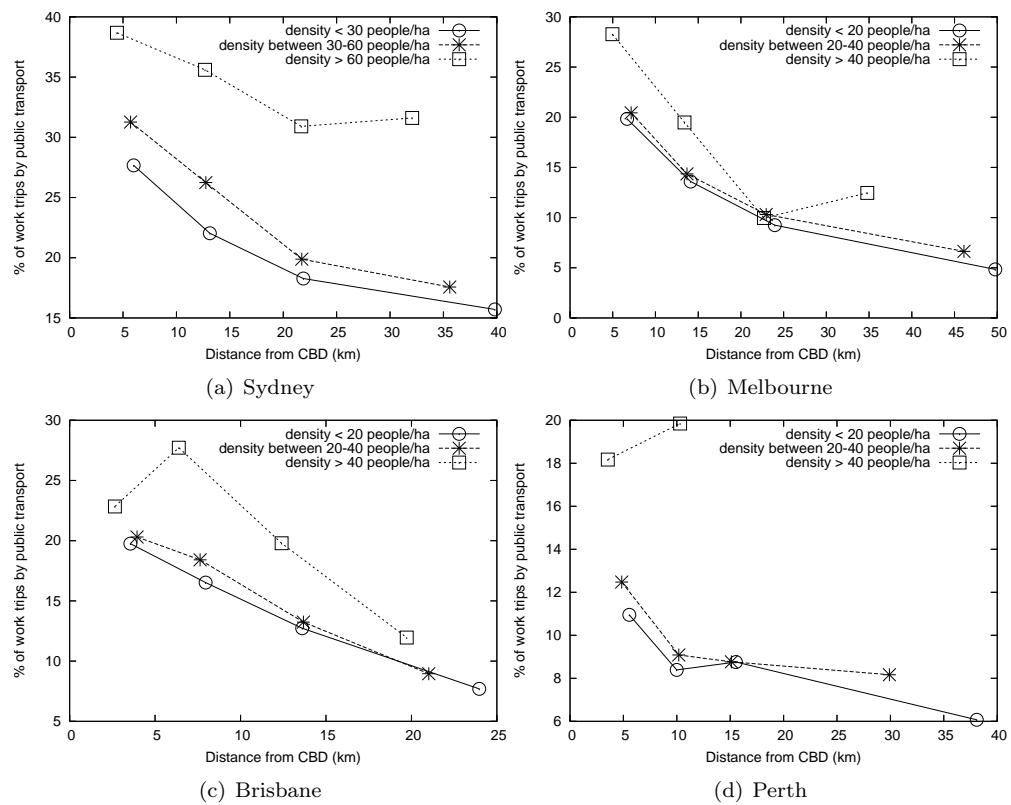 40
35
30
25
20
15
0 5 10 15 20 25 30 35 40
% of work trips by public transport
Distance from CBD (km)
density < 30 people/ha
density between 30-60 people/ha
density > 60 people/ha
(a) Sydney
30
25
20
15
10
5
0
0 5 10 15 20 25 30 35 40 45 50
% of work trips by public transport
Distance from CBD (km)
density < 20 people/ha
density between 20-40 people/ha
density > 40 people/ha
(b) Melbourne
30
25
20
15
10
5
0 5 10 15 20 25
% of work trips by public transport
Distance from CBD (km)
density < 20 people/ha
density between 20-40 people/ha
density > 40 people/ha
(c) Brisbane
20
18
16
14
12
10
8
6
0 5 10 15 20 25 30 35 40
% of work trips by public transport
Distance from CBD (km)
density < 20 people/ha
density between 20-40 people/ha
density > 40 people/ha
(d) Perth